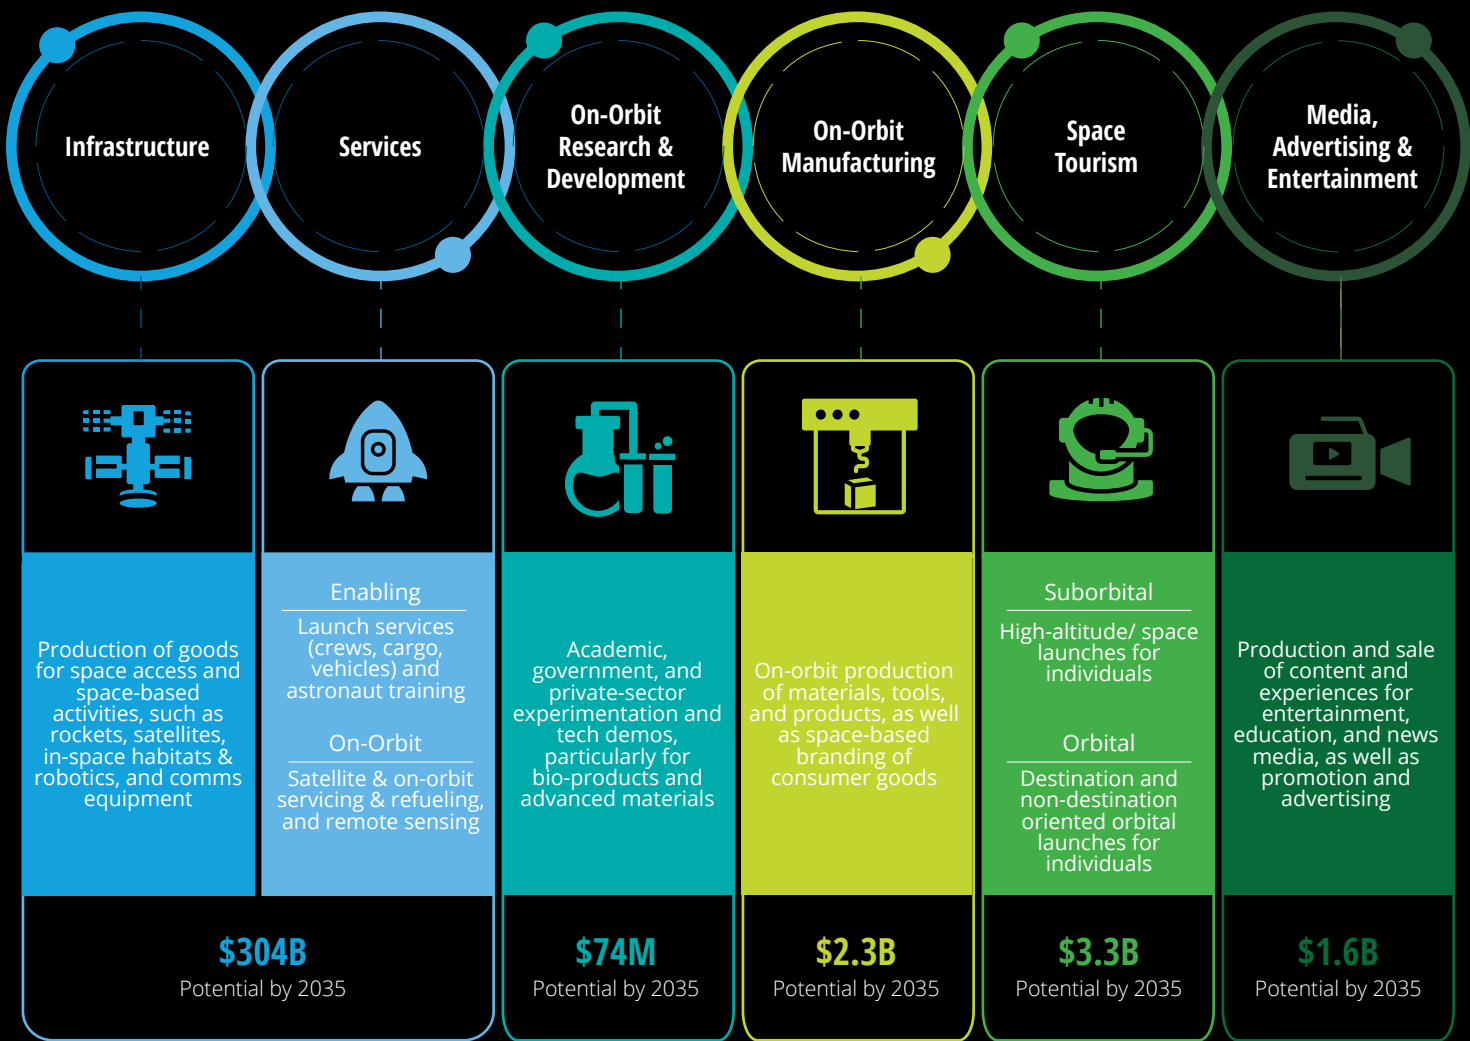 Infrastructure
Services
On-Orbit
Research &
Development
On-Orbit
Manufacturing
Space
Tourism
Media,
Advertising &
Entertainment
Production of goods
for space access and
space-based
activities, such as
rockets, satellites,
in-space habitats &
robotics, and comms
equipment
Enabling
Launch services
(crews, cargo,
vehicles) and
astronaut training
On-Orbit
Satellite & on-orbit
servicing & refueling,
and remote sensing
Academic,
government, and
private-sector
experimentation and
tech demos,
particularly for
bio-products and
advanced materials
On-orbit production
of materials, tools,
and products, as well
as space-based
branding of
consumer goods
Suborbital
High-altitude/ space
launches for
individuals
Orbital
Destination and
non-destination
oriented orbital
launches for
individuals
Production and sale
of content and
experiences for
entertainment,
education, and news
media, as well as
promotion and
advertising
$304B
Potential by 2035
$74M
Potential by 2035
$2.3B
Potential by 2035
$3.3B
Potential by 2035
$1.6B
Potential by 2035